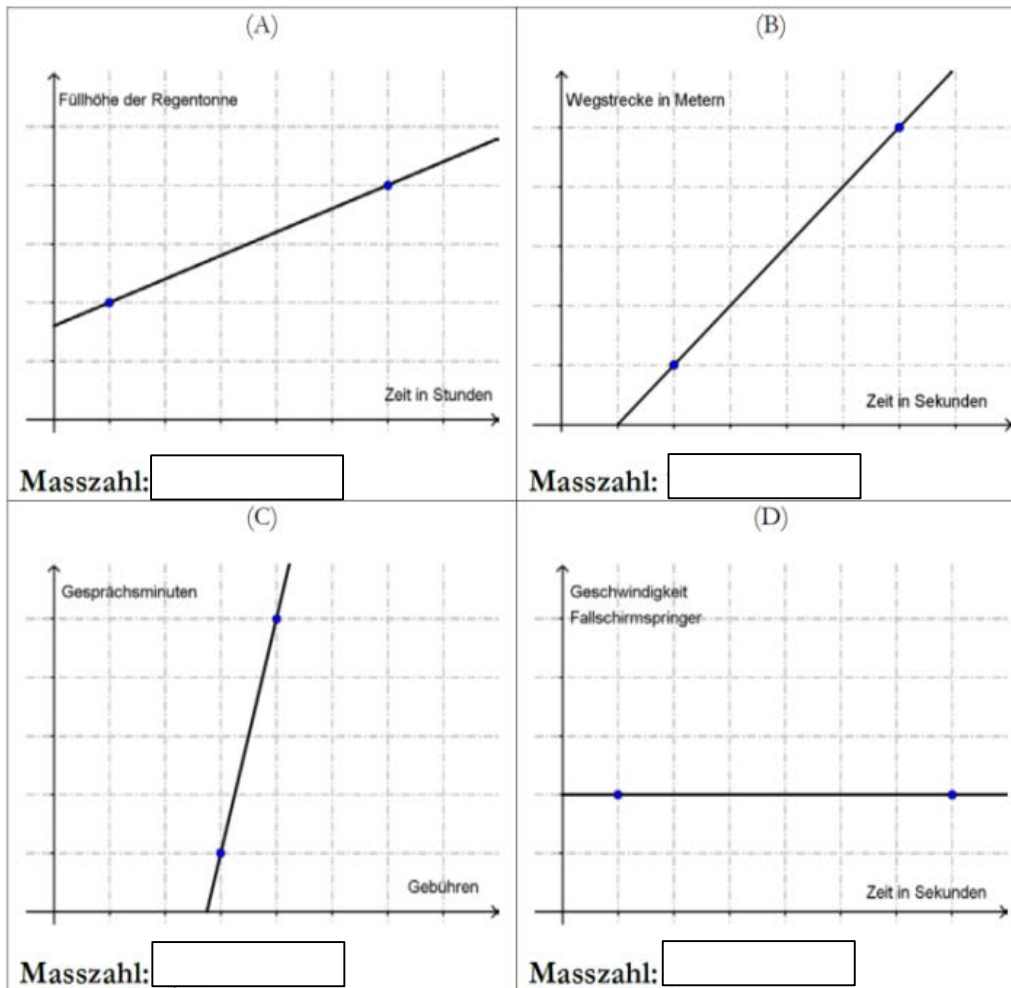 (A)
Füllhöhe der Regentonne
Zeit in Stunden
Masszahl:
(B)
Wegstrecke in Metern
Zeit in Sekunden
Masszahl:
(C)
Gesprächsminuten
Gebühren
Masszahl:
(D)
Geschwindigkeit
Fallschirmspringer
Zeit in Sekunden
Masszahl: